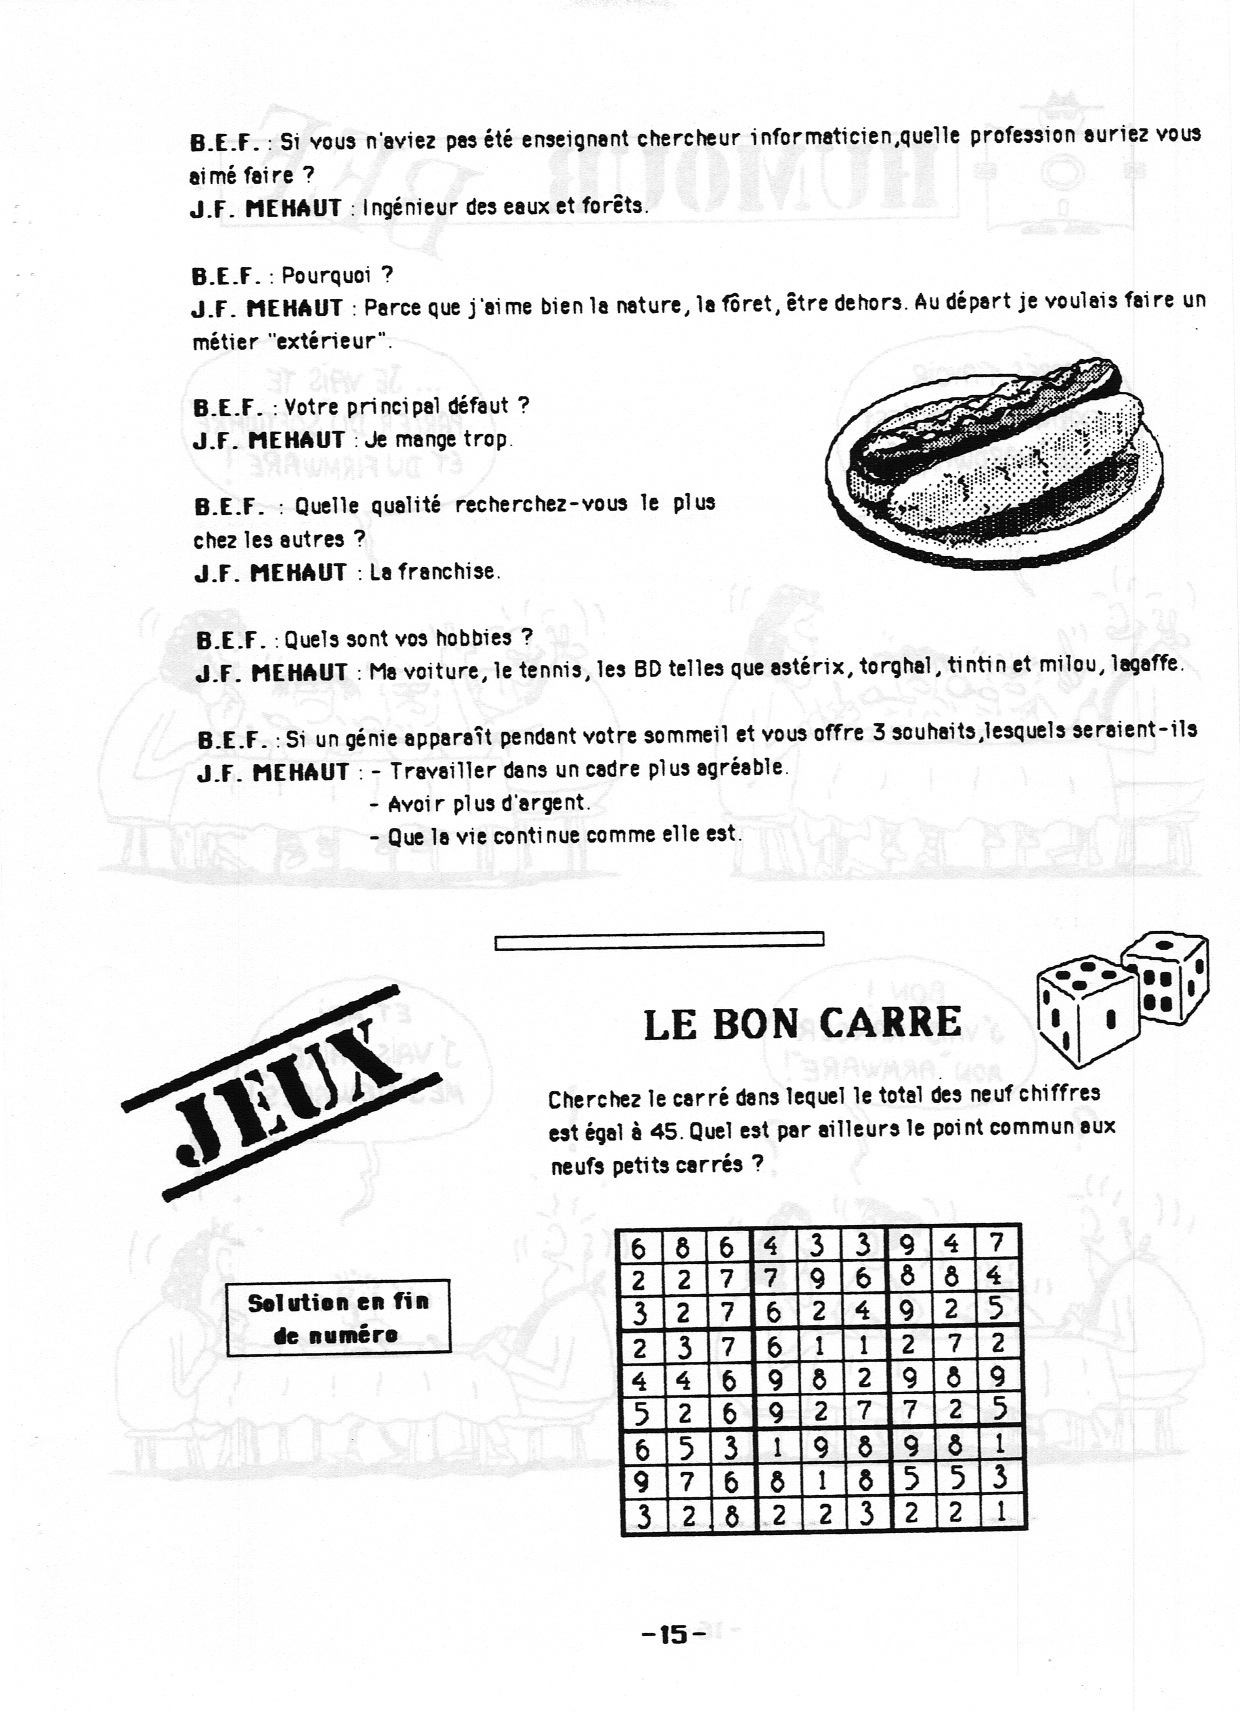 B.E.F. : Si vous n'aviez pas été enseignant chercheur informaticien,quelle profession auriez vous
aimé faire ?
J.F. MEHAUT : Ingénieur des eaux et forêts.
B.E.F. : Pourquoi ?
J.F. MEHAUT : Parce que j'aime bien la nature, la fôret, être dehors. Au départ je voulais faire un
métier "extérieur".
B.E.F. : Votre principal défaut ?
J.F. MEHAUT : Je mange trop.
B.E.F. : Quelle qualité recherchez-vous le plus
chez les autres ?
J.F. MEHAUT : La franchise.
B.E.F. : Quels sont vos hobbies ?
J.F. MEHAUT : Ma voiture, le tennis, les BD telles que astérix, torghal, tintin et milou, lagaffe.
B.E.F. : Si un génie apparaît pendant votre sommeil et vous offre 3 souhaits,lesquels seraient-ils
J.F. MEHAUT : - Travailler dans un cadre plus agréable.
- Avoir plus d'argent.
- Que la vie continue comme elle est.
JEUX
LE BON CARRE
Cherchez le carré dans lequel le total des neuf chiffres
est égal à 45. Quel est par ailleurs le point commun aux
neufs petits carrés ?
Solution en fin
de numéro
6 8 6 4 3 3 9 4 7
2 2 7 7 9 6 8 8 4
3 2 7 6 2 4 9 2 5
2 3 7 6 1 1 2 7 2
4 4 6 9 8 2 9 8 9
5 2 6 9 2 7 7 2 5
6 5 3 1 9 8 9 8 1
9 7 6 8 1 8 5 5 3
3 2 8 2 2 3 2 2 1
-15-